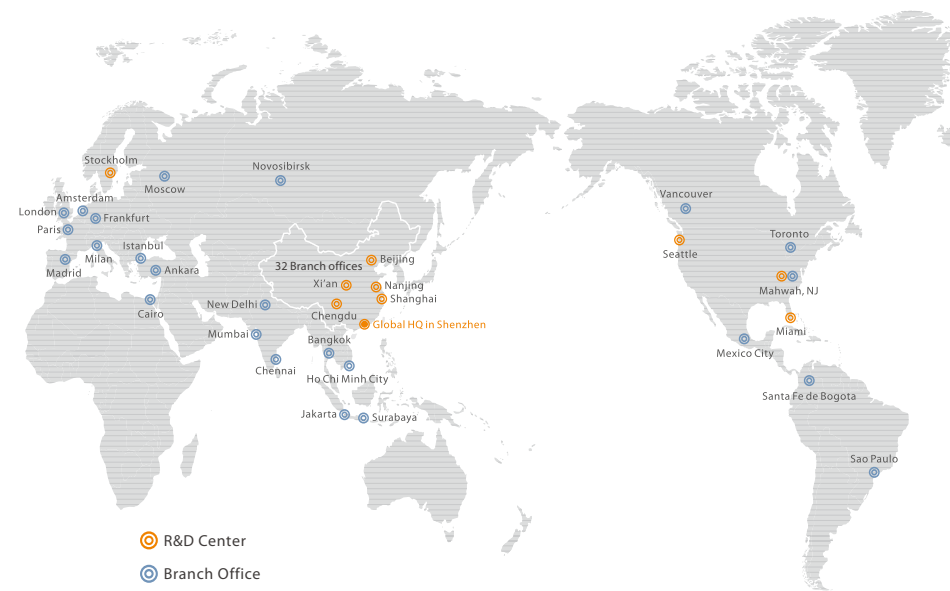 Stockholm
Novosibirsk
Moscow
Vancouver
Amsterdam
London
Frankfurt
Paris
Toronto
Istanbul
Milan
Seattle
Beijing
32 Branch offices
Madrid
Ankara
Xi'an
Nanjing
Mahwah, NJ
Shanghai
New Delhi
Cairo
Chengdu
Global HQ in Shenzhen
Miami
Mumbai
Bangkok
Mexico City
Chennai
Ho Chi Minh City
Santa Fe de Bogota
Jakarta
Surabaya
Sao Paulo
R&D Center
Branch Office